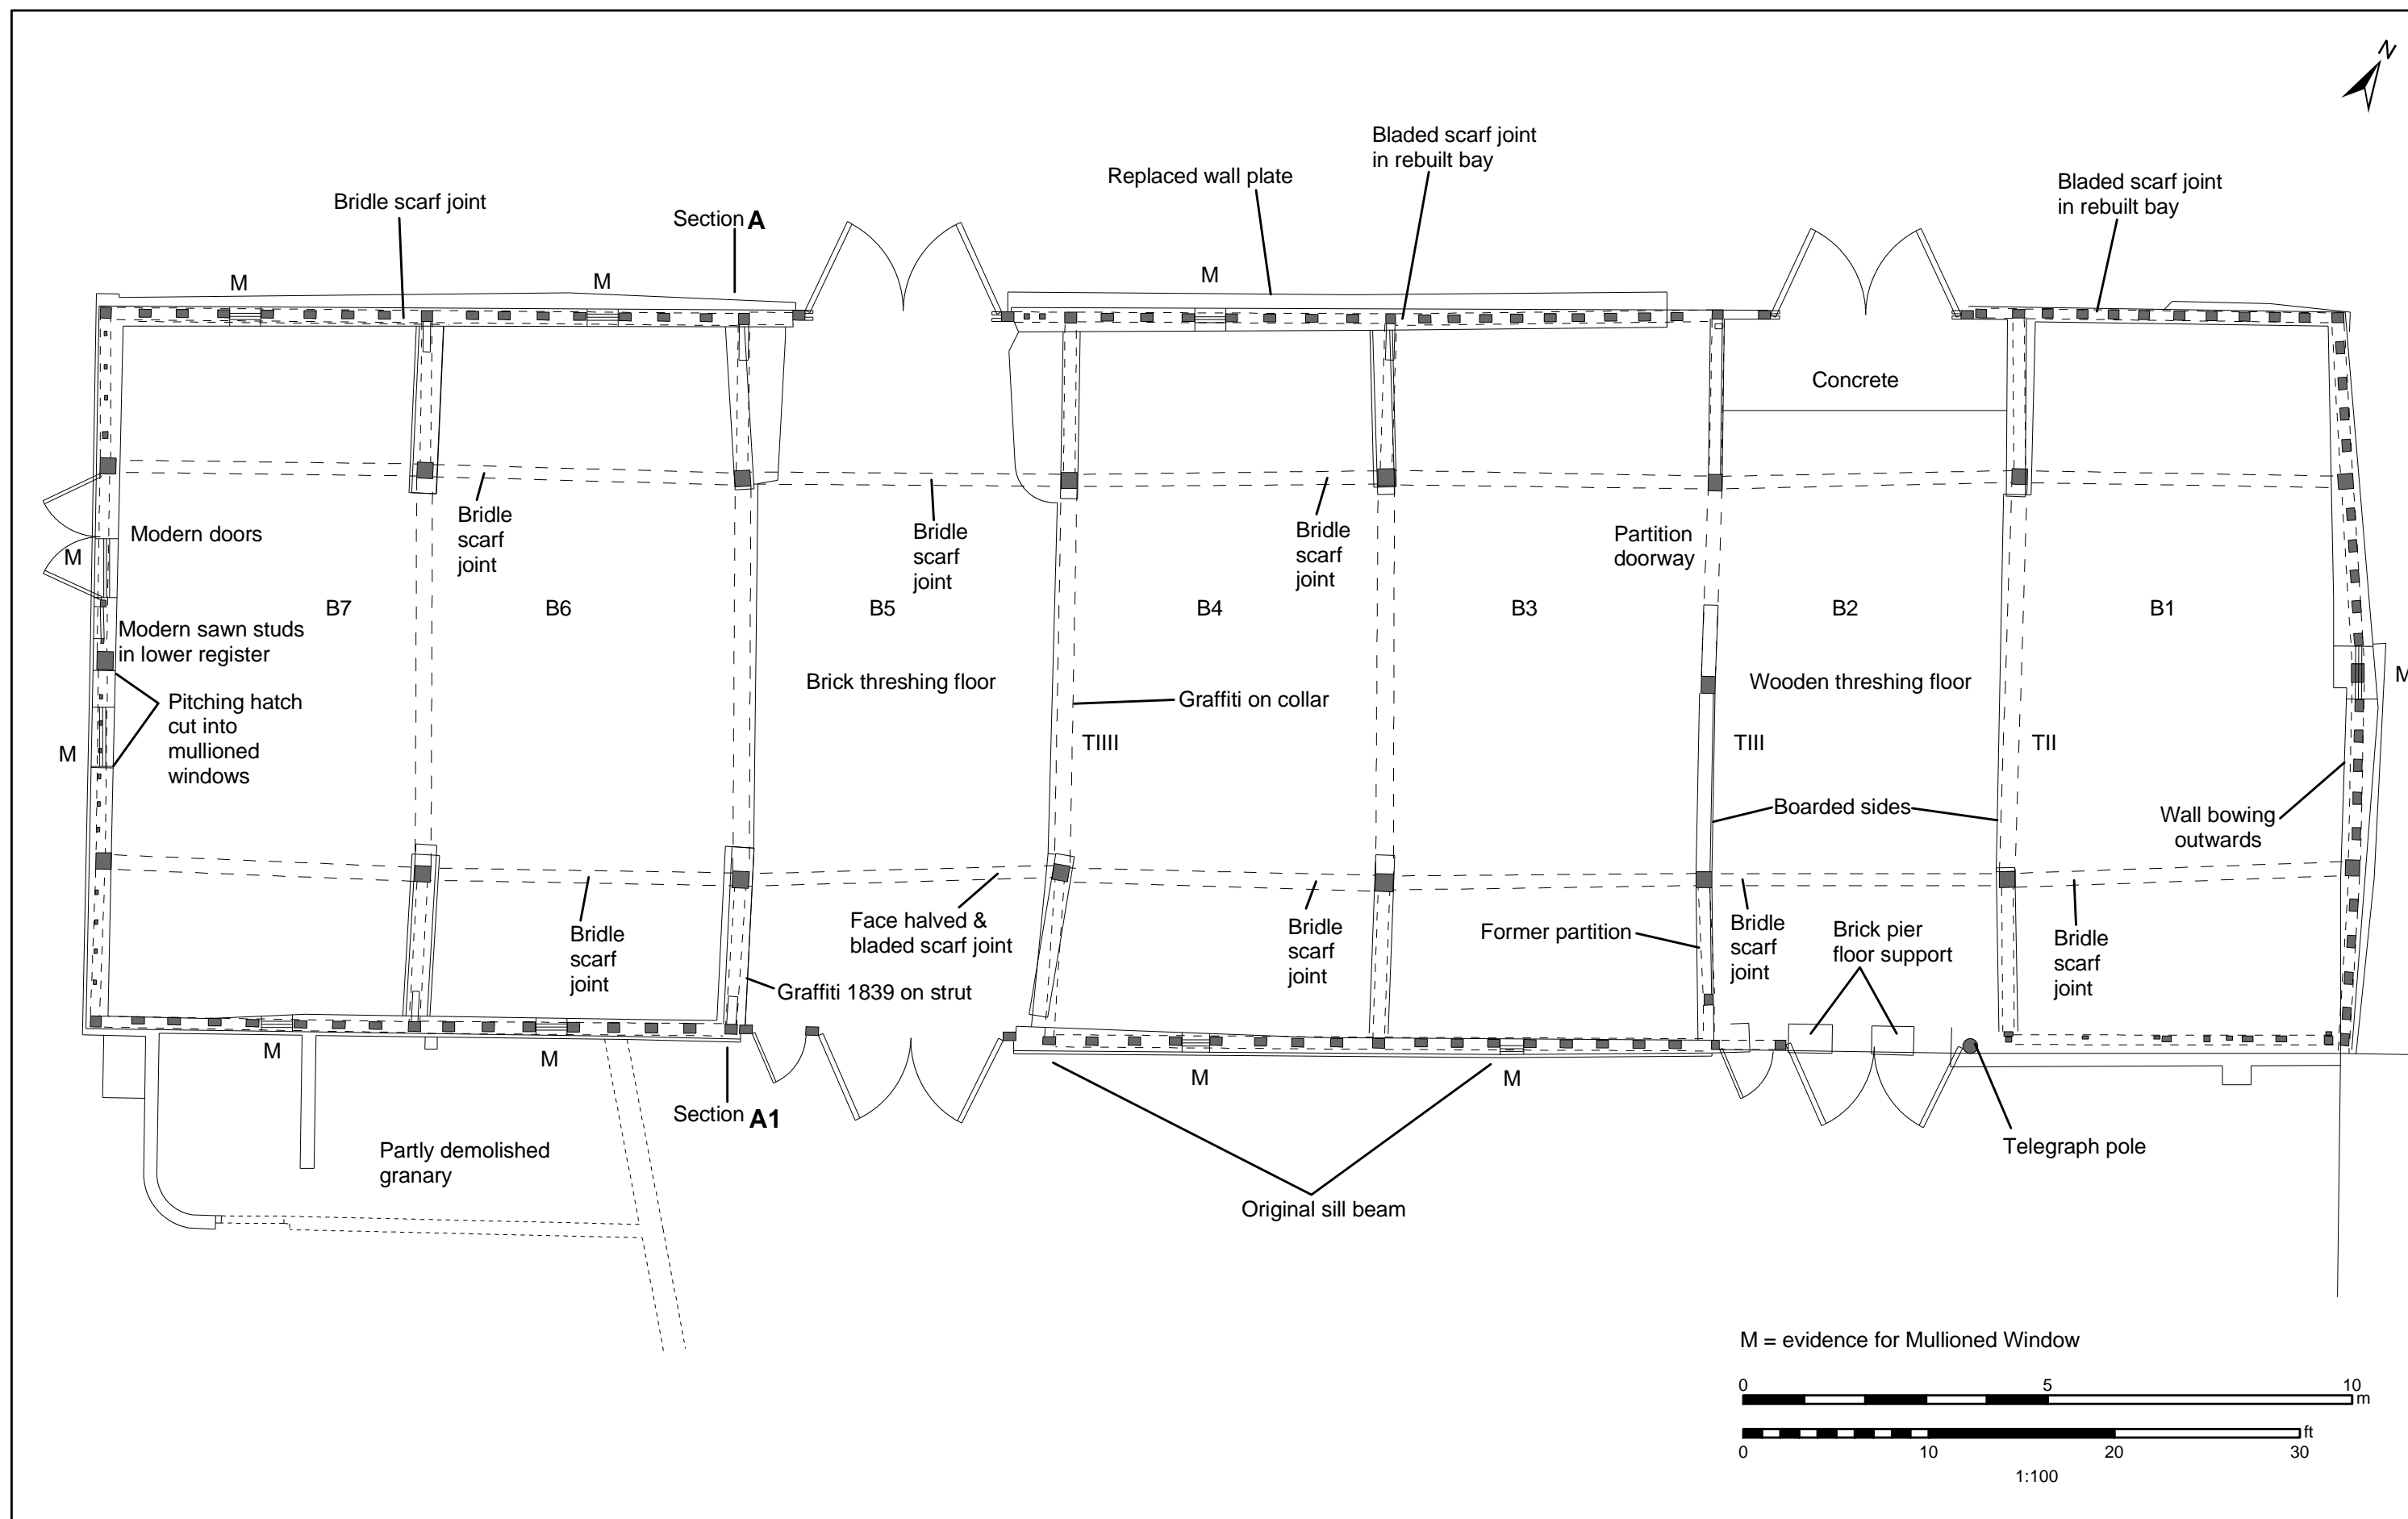 N
Bladed scarf joint
in rebuilt bay
Replaced wall plate
Bladed scarf joint
in rebuilt bay
Bridle scarf joint
Section A
M
M
M
Concrete
Modern doors
Bridle
scarf
joint
Bridle
scarf
joint
Bridle
scarf
joint
Partition
doorway
M
B7
B6
B5
B4
B3
B2
B1
Modern sawn studs
in lower register
Pitching hatch
cut into
mullioned
windows
M
Brick threshing floor
Graffiti on collar
Wooden threshing floor
M
TIIII
TIII
TII
Boarded sides
Wall bowing
outwards
Bridle
scarf
joint
Face halved &
bladed scarf joint
Graffiti 1839 on strut
Bridle
scarf
joint
Former partition
Bridle
scarf
joint
Brick pier
floor support
Bridle
scarf
joint
M
M
M
M
Section A1
Partly demolished
granary
Original sill beam
Telegraph pole
M = evidence for Mullioned Window
0 5 10
m
ft
0 10 20 30
1:100